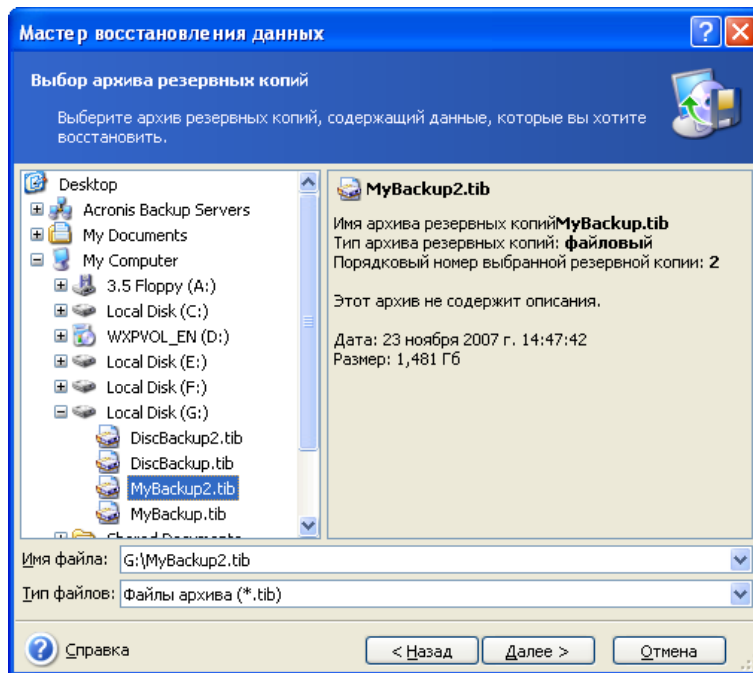 Мастер восстановления данных
Выбор архива резервных копий
Выберите архив резервных копий, содержащий данные, которые вы хотите
восстановить.
Desktop
Acronis Backup Servers
My Documents
My Computer
3.5 Floppy (A:)
Local Disk (C:)
WXPVOL_EN (D:)
Local Disk (E:)
Local Disk (F:)
Local Disk (G:)
DiscBackup2.tib
DiscBackup.tib
MyBackup2.tib
MyBackup.tib
Shared Documents
MyBackup2.tib
Имя архива резервных копийMyBackup.tib
Тип архива резервных копий: файловый
Порядковый номер выбранной резервной копии: 2
Этот архив не содержит описания.
Дата: 23 ноября 2007 г. 14:47:42
Размер: 1,481 Гб
Имя файла: G:\MyBackup2.tib
Тип файлов: Файлы архива (*.tib)
Справка
< Назад
Далее >
Отмена